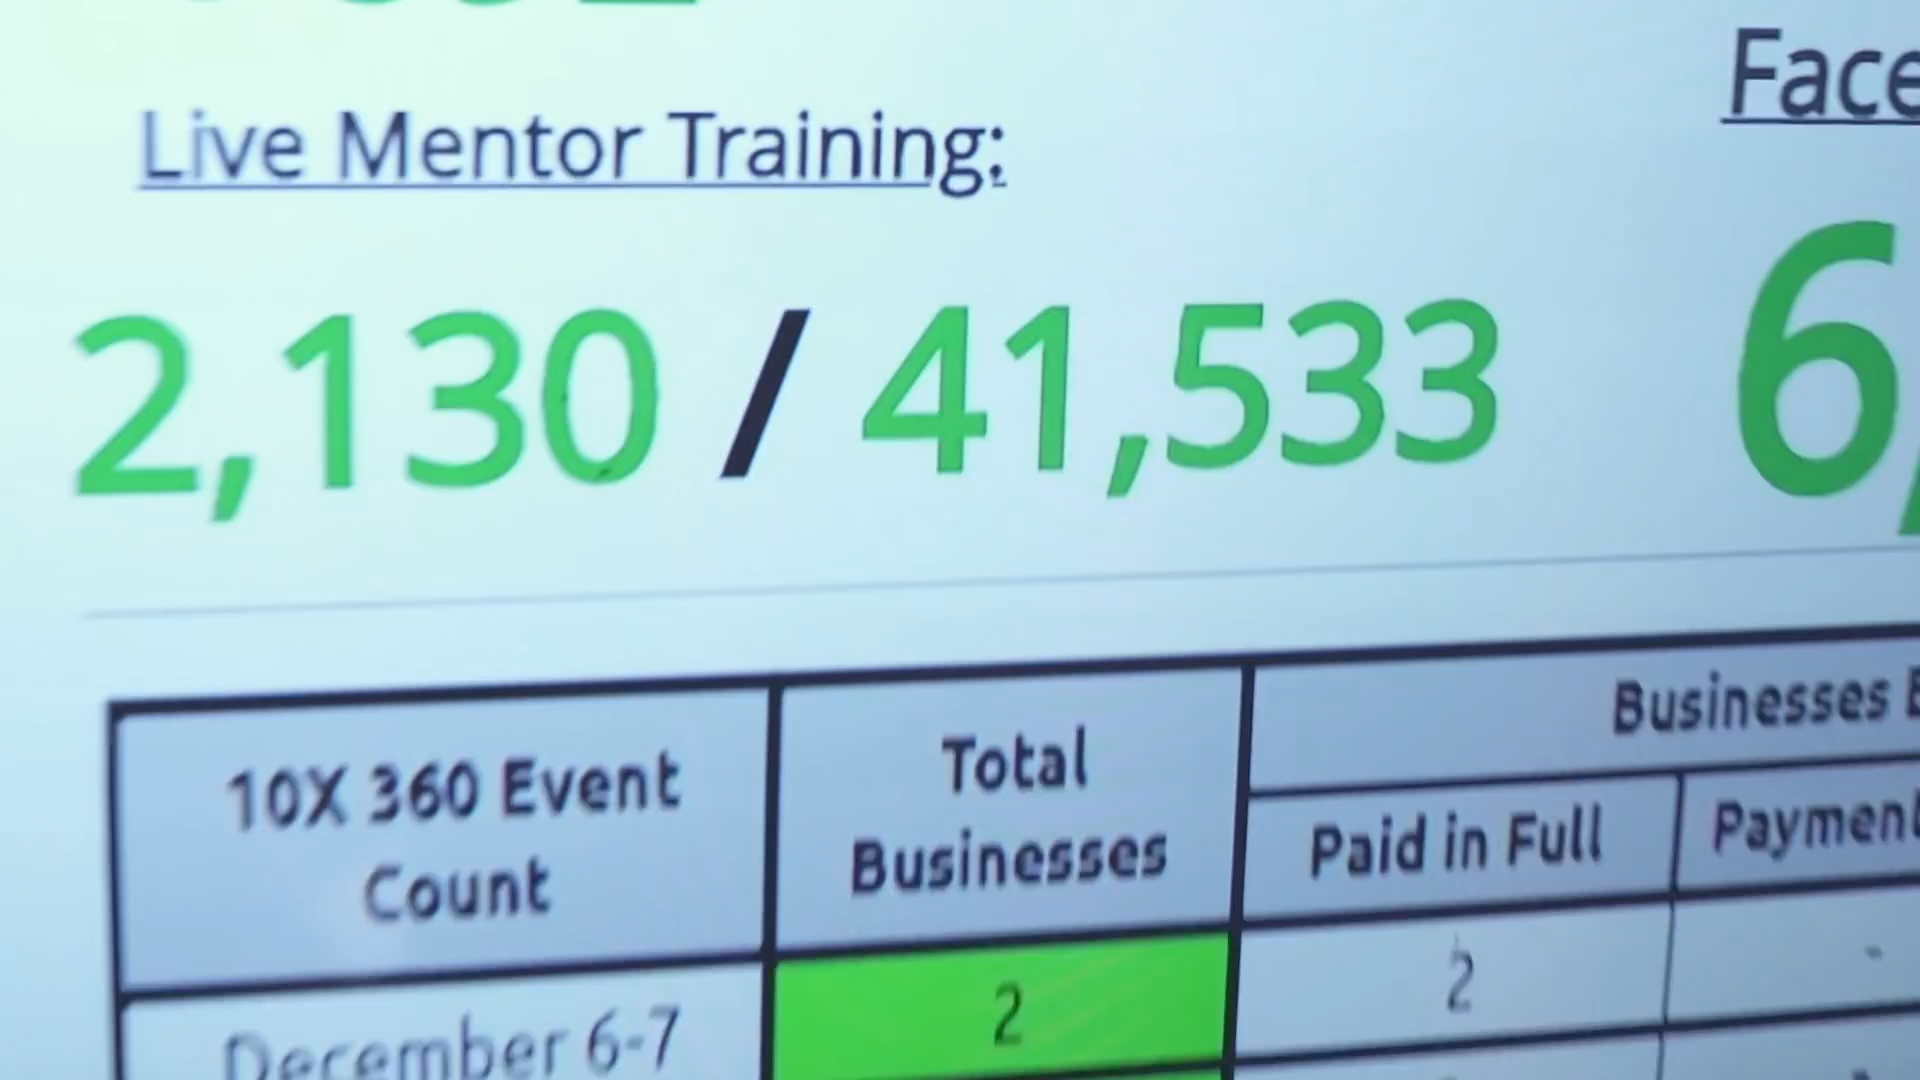 Live Mentor Training:
2,130 / 41,533
6,
10X 360 Event
Count
Total
Businesses
Businesses
Paid in Full
2
2
-
December 6-7